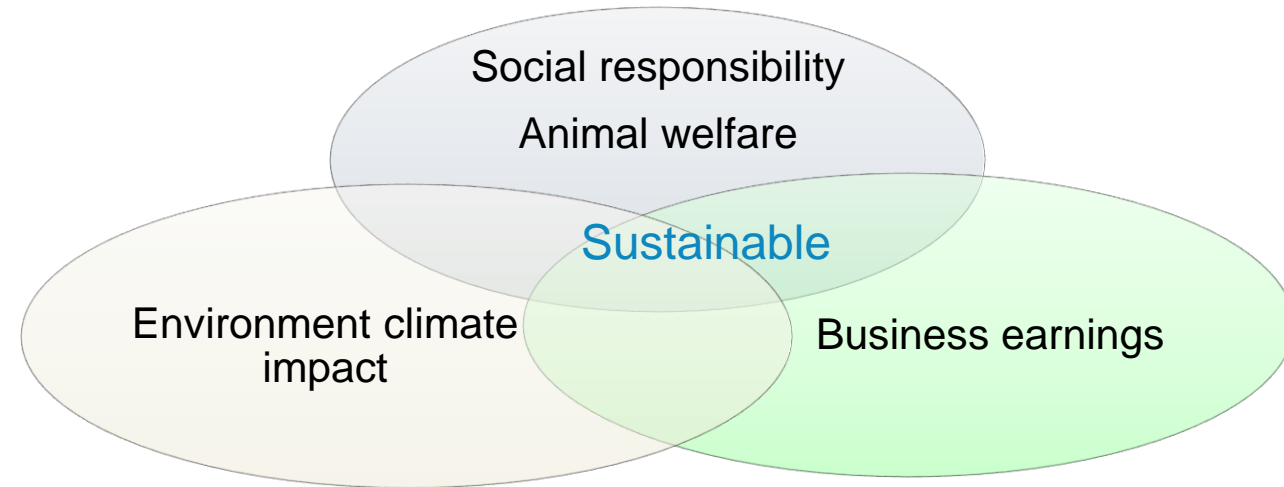 Social responsibility
Animal welfare
Sustainable
Environment climate
impact
Business earnings